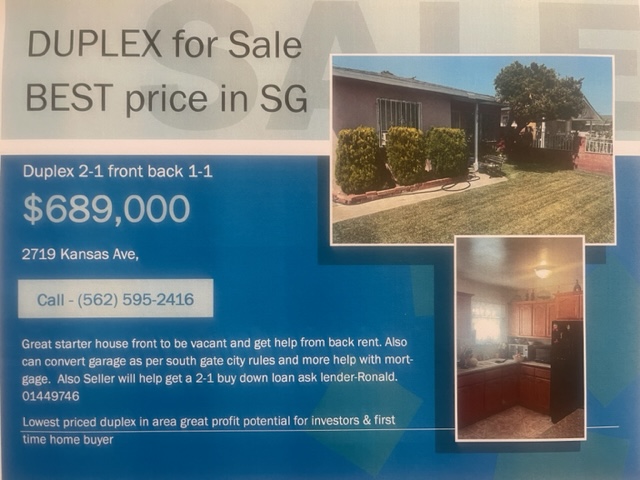 SALE
DUPLEX for Sale
BEST price in SG
Duplex 2-1 front back 1-1
$689,000
2719 Kansas Ave,
Call - (562) 595-2416
Great starter house front to be vacant and get help from back rent. Also
can convert garage as per south gate city rules and more help with mort-
gage.  Also Seller will help get a 2-1 buy down loan ask lender-Ronald.
01449746
Lowest priced duplex in area great profit potential for investors & first
time home buyer